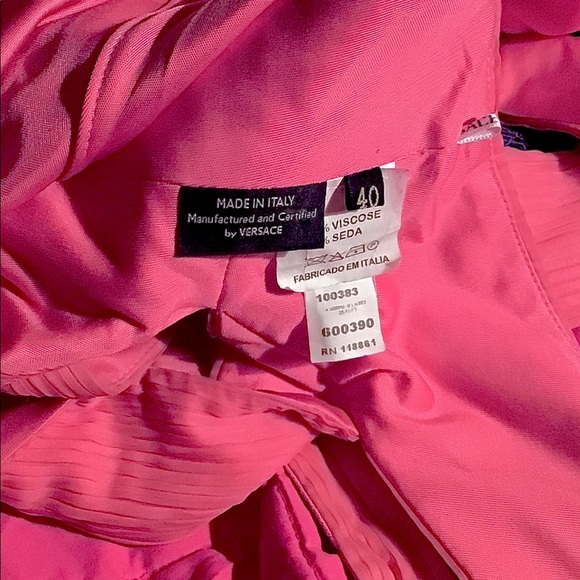 MADE IN ITALY
Manufactured and Certified
by VERSACE
40
% VISCOSE
% SEDA
FABRICADO EM ITALIA
100383
600390
RN 118861